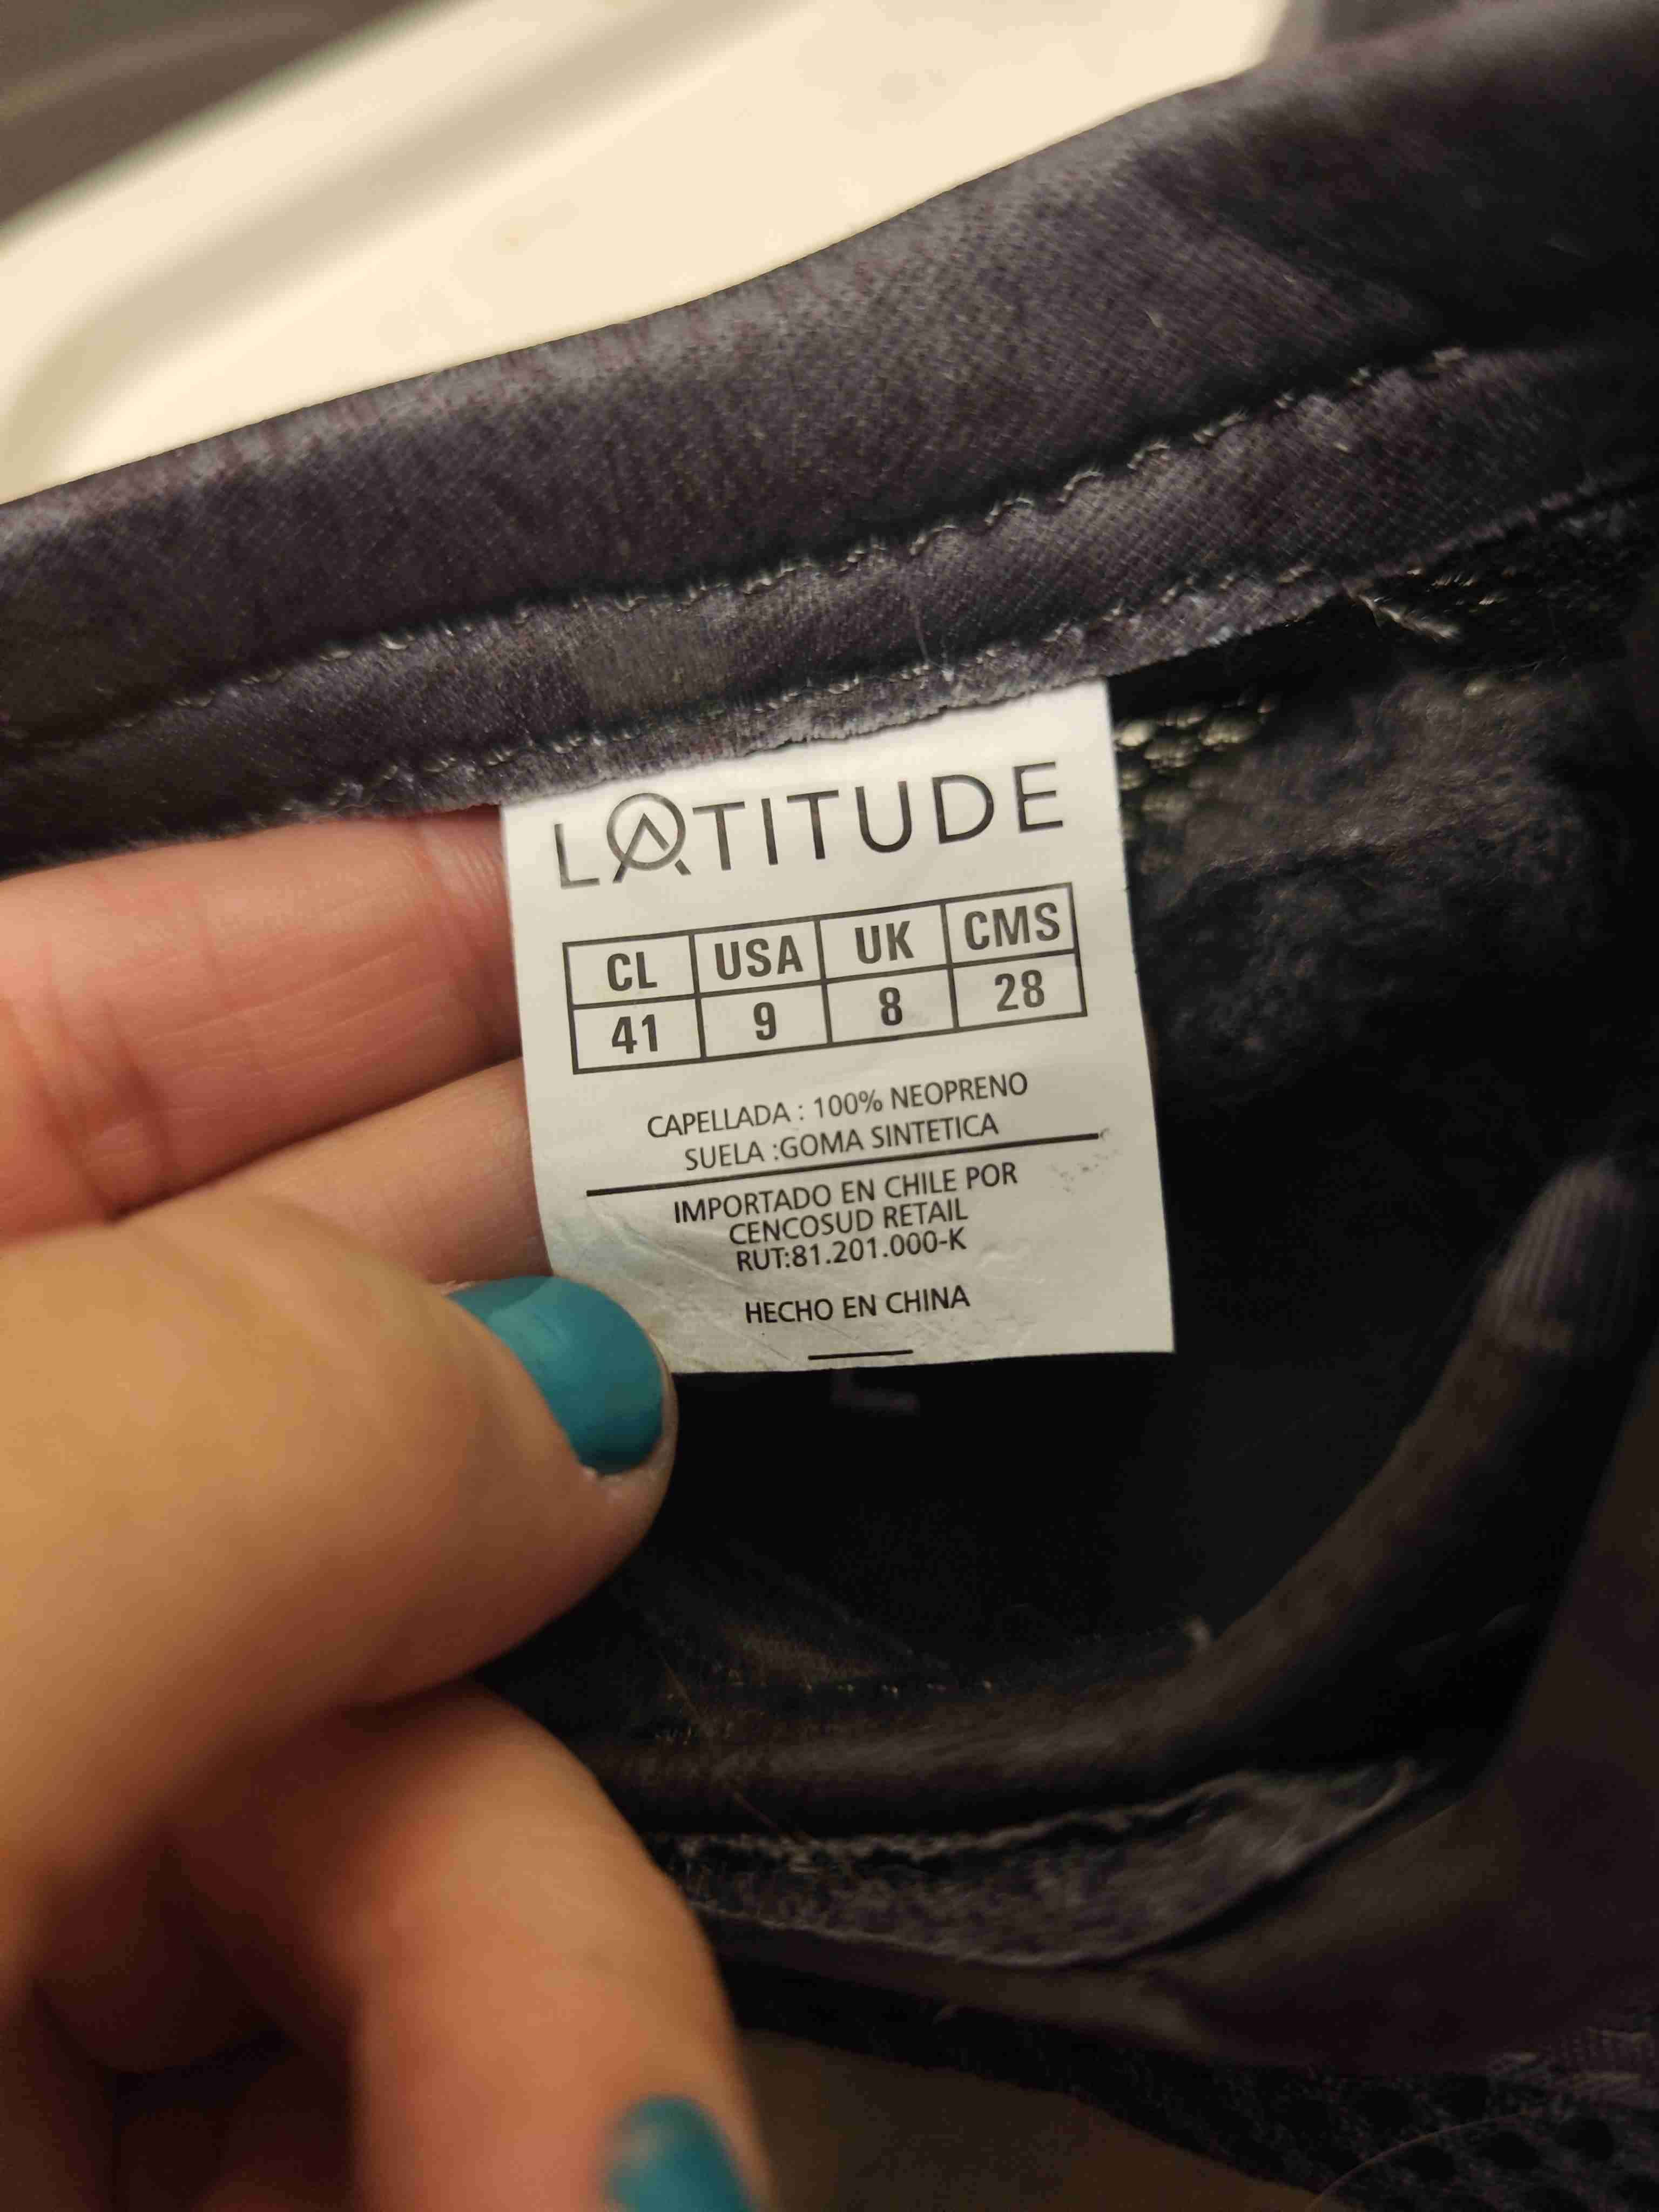 LATITUDE
CL USA UK CMS
41 9 8 28
CAPELLADA : 100% NEOPRENO
SUELA :GOMA SINTETICA
IMPORTADO EN CHILE POR
CENCOSUD RETAIL
RUT:81.201.000-K
HECHO EN CHINA